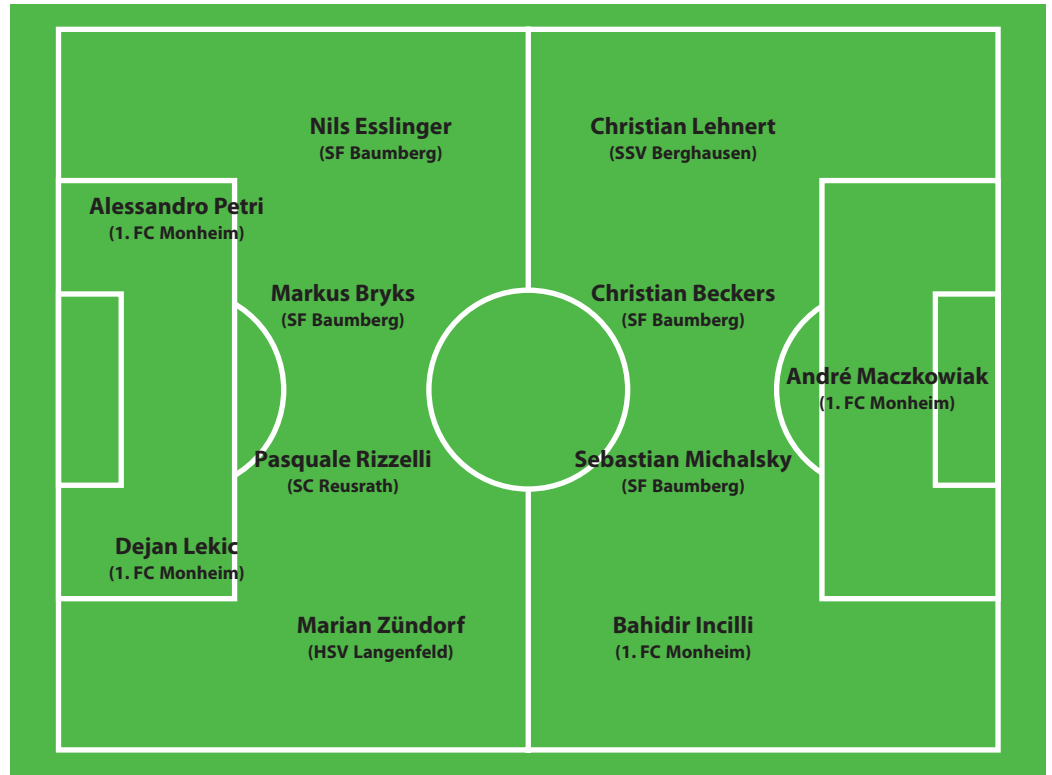 Nils Esslinger
(SF Baumberg)
Christian Lehnert
(SSV Berghausen)
Alessandro Petri
(1. FC Monheim)
Markus Bryks
(SF Baumberg)
Christian Beckers
(SF Baumberg)
André Maczkowiak
(1. FC Monheim)
Pasquale Rizzelli
(SC Reusrath)
Sebastian Michalsky
(SF Baumberg)
Dejan Lekic
(1. FC Monheim)
Marian Zündorf
(HSV Langenfeld)
Bahidir Incilli
(1. FC Monheim)